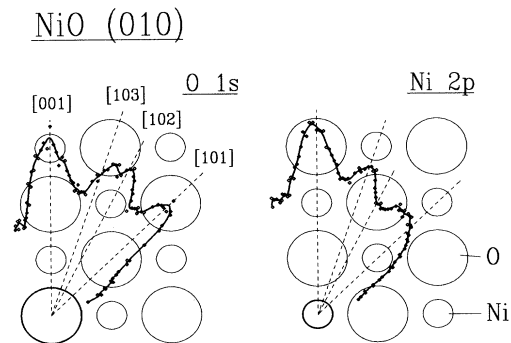 NiO (010)
O 1s
Ni 2p
[001]
[103]
[102]
[101]
O
Ni